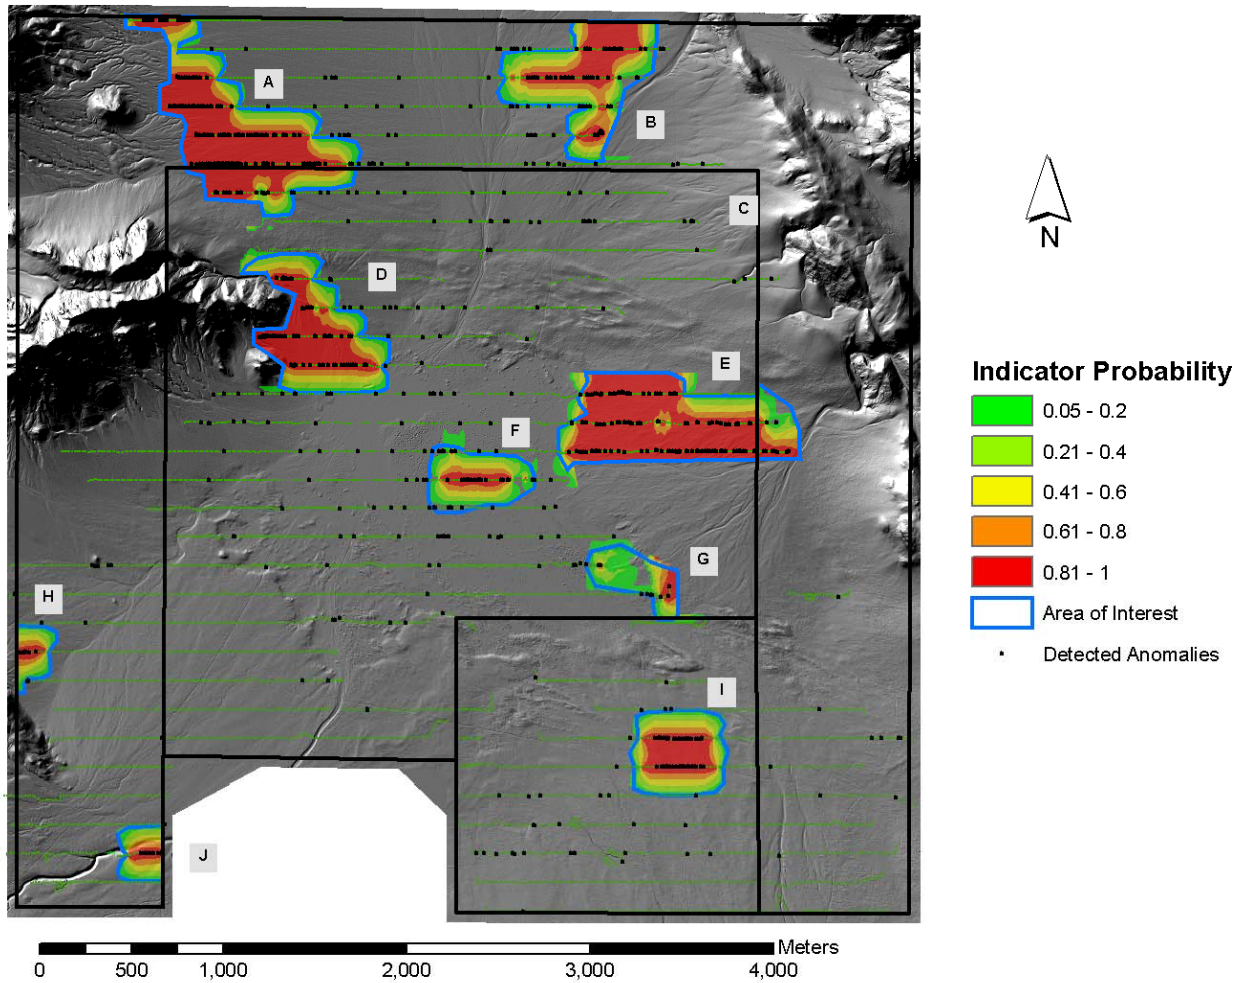 A
B
C
D
E
F
G
H
I
J
N
Indicator Probability
0.05 - 0.2
0.21 - 0.4
0.41 - 0.6
0.61 - 0.8
0.81 - 1
Area of Interest
Detected Anomalies
Meters
0 500 1,000 2,000 3,000 4,000